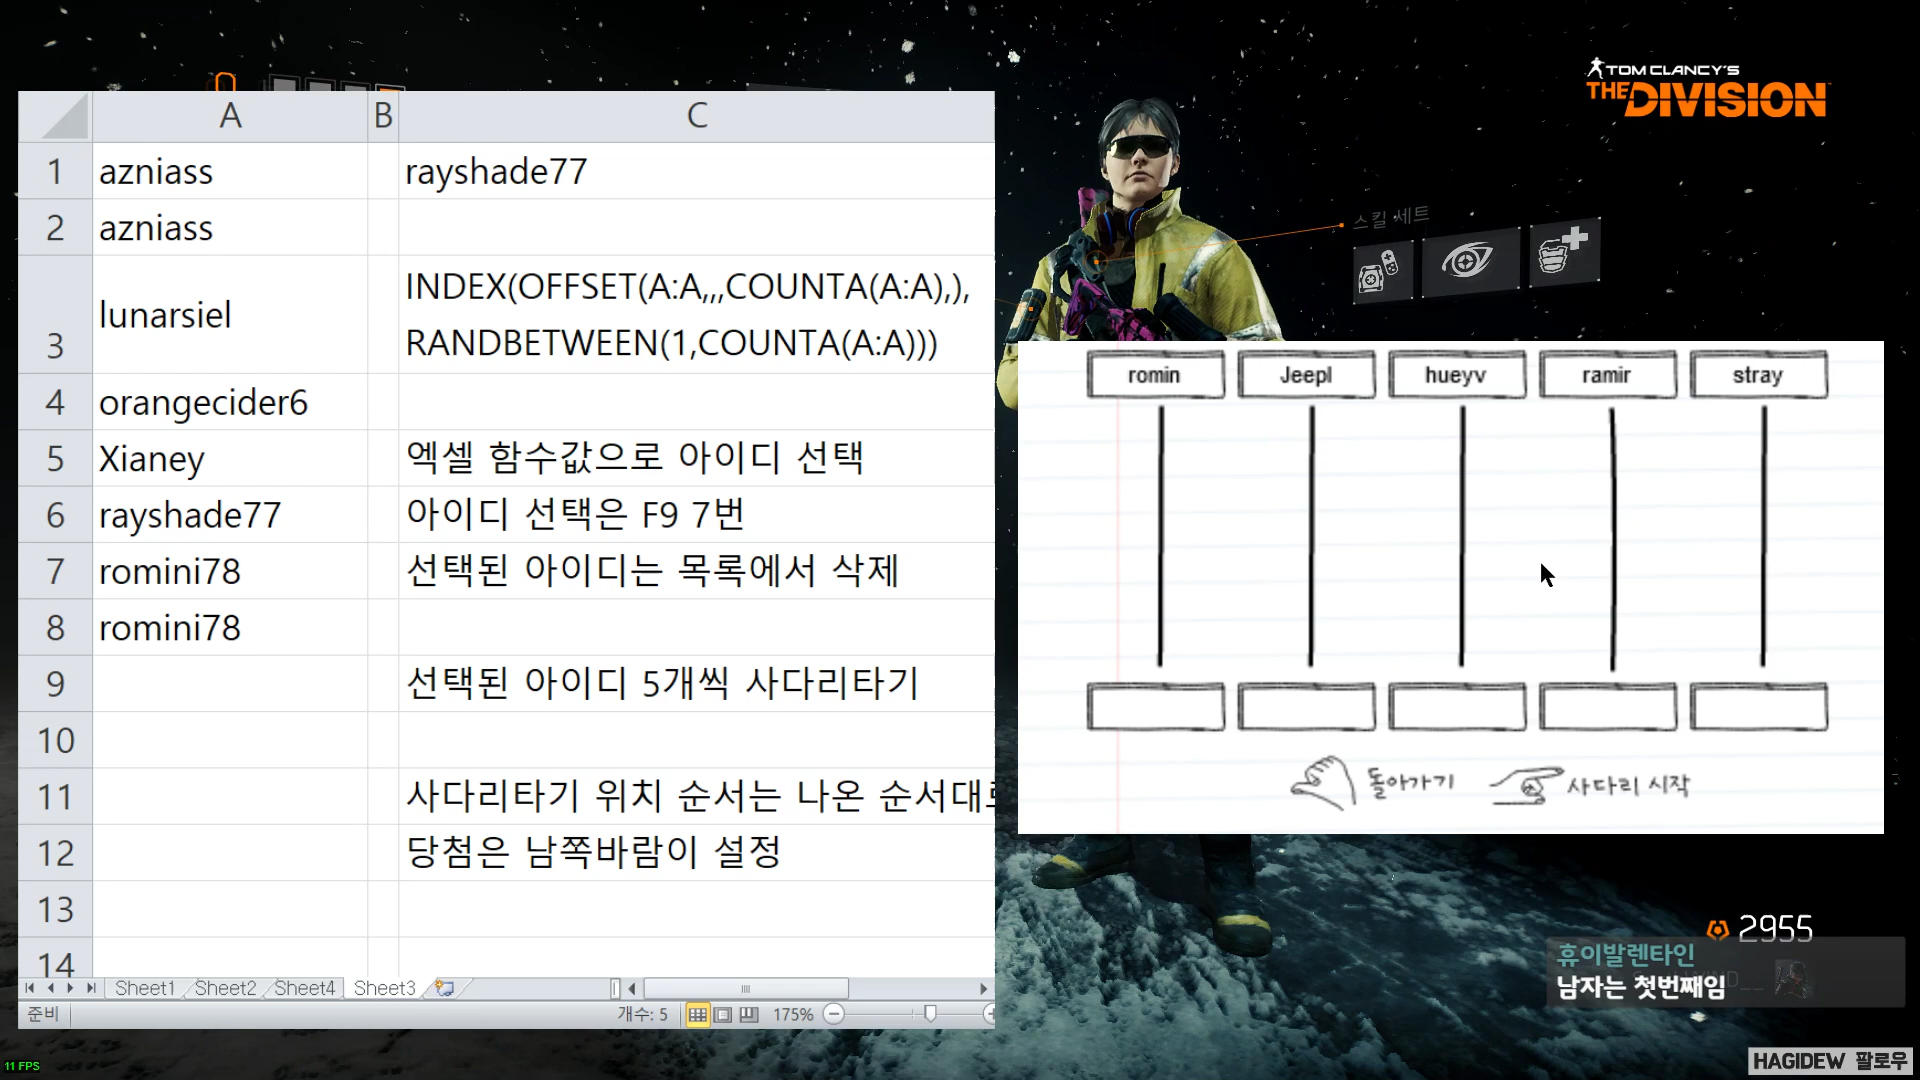 TOM CLANCY'S
THE DIVISION
스킬 세트
A B C
1 azniass rayshade77
2 azniass
3 lunarsiel INDEX(OFFSET(A:A,,,COUNTA(A:A),),
RANDBETWEEN(1,COUNTA(A:A)))
4 orangecider6
5 Xianey 엑셀 함수값으로 아이디 선택
6 rayshade77 아이디 선택은 F9 7번
7 romini78 선택된 아이디는 목록에서 삭제
8 romini78
9 선택된 아이디 5개씩 사다리타기
10
11 사다리타기 위치 순서는 나온 순서대로
12 당첨은 남쪽바람이 설정
13
14
Sheet1 Sheet2 Sheet4 Sheet3
준비 개수: 5 175%
romin Jeepl hueyv ramir stray
돌아가기 사다리 시작
2955
휴이발렌타인
남자는 첫번째임
11 FPS
HAGIDEW 팔로우